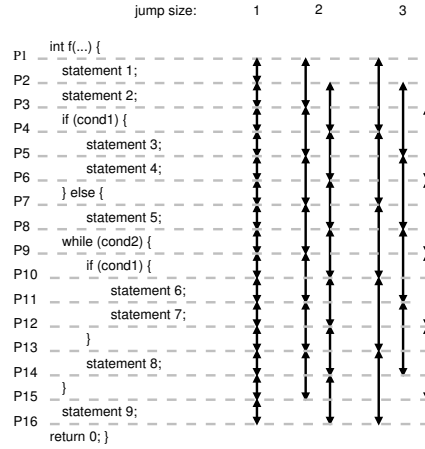 jump size: 1 2 3
int f(...) {
P1
statement 1;
P2
statement 2;
P3
if (cond1) {
P4
statement 3;
P5
statement 4;
P6
} else {
P7
statement 5;
P8
while (cond2) {
P9
if (cond1) {
P10
statement 6;
P11
statement 7;
P12
}
P13
statement 8;
P14
}
P15
statement 9;
P16
return 0; }